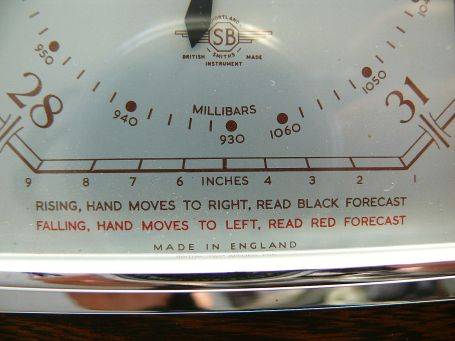 SHORTLAND
SB
SMITHS
BRITISH MADE
INSTRUMENT
950
940
930
1060
1050
MILLIBARS
28
31
9 8 7 6 INCHES 4 3 2 1
RISING, HAND MOVES TO RIGHT, READ BLACK FORECAST
FALLING, HAND MOVES TO LEFT, READ RED FORECAST
MADE IN ENGLAND